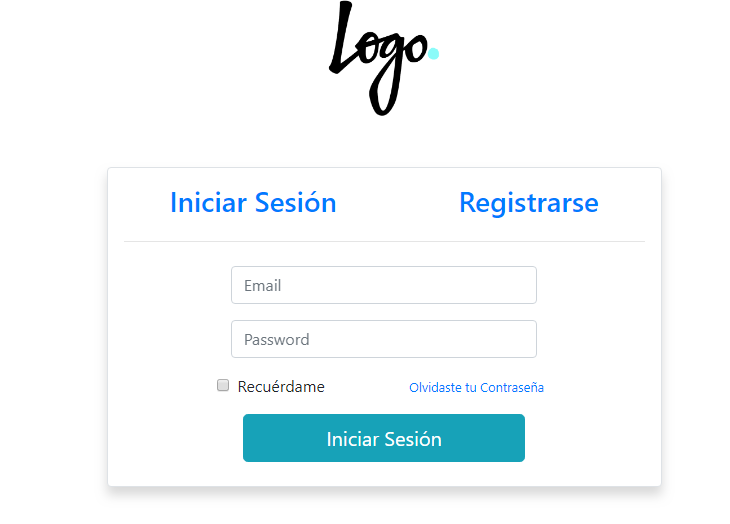 Logo.
Iniciar Sesión Registrarse
Email
Password
Recuérdame Olvidaste tu Contraseña
Iniciar Sesión